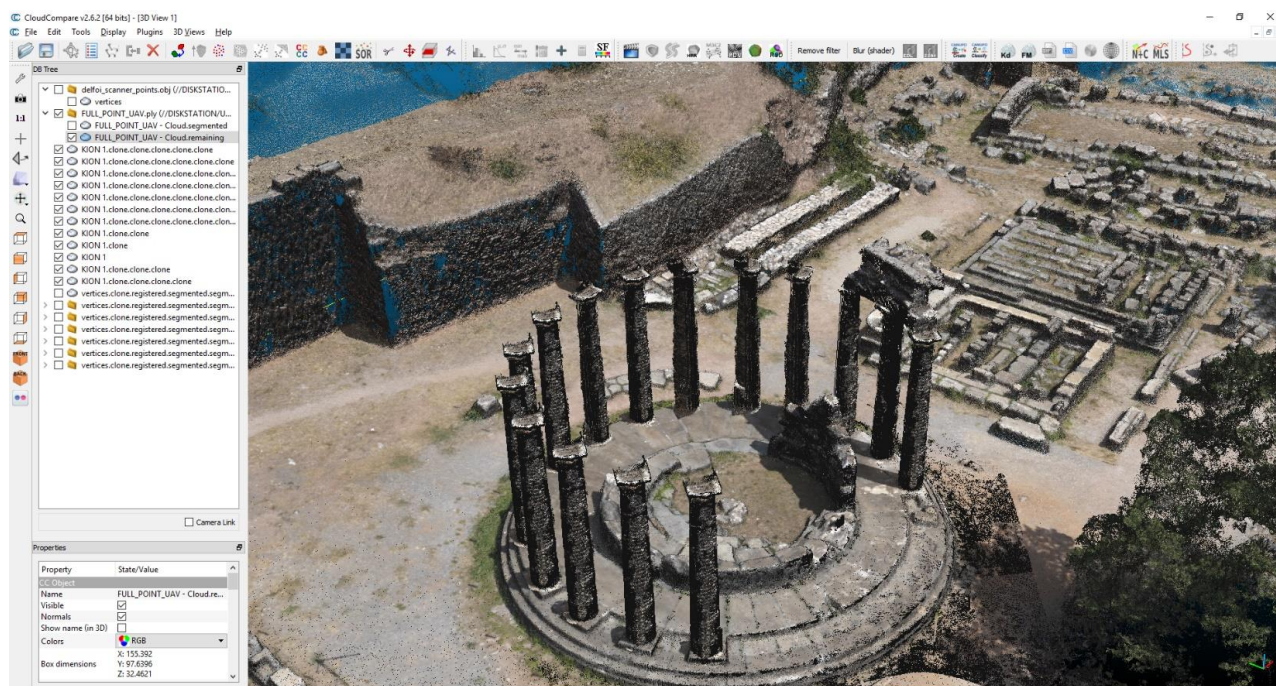 CloudCompare v2.6.2 [64 bits] - [3D View 1]
File Edit Tools Display Plugins 3D Views Help
SOR
SF
Remove filter Blur (shader)
Kd FM
N+C MLS
DB Tree
delfoi_scanner_points.obj (//DISKSTATIO...
vertices
FULL_POINT_UAV.ply (//DISKSTATION/U...
FULL_POINT_UAV - Cloud.segmented
FULL_POINT_UAV - Cloud.remaining
KION 1.clone.clone.clone.clone.clone
KION 1.clone.clone.clone.clone.clone.clone
KION 1.clone.clone.clone.clone.clone.clon...
KION 1.clone.clone.clone.clone.clone.clon...
KION 1.clone.clone.clone.clone.clone.clon...
KION 1.clone.clone.clone.clone.clone.clon...
KION 1.clone.clone.clone.clone.clone.clon...
KION 1.clone.clone
KION 1.clone
KION 1
KION 1.clone.clone.clone
KION 1.clone.clone.clone.clone
vertices.clone.registered.segmented.segm...
vertices.clone.registered.segmented.segm...
vertices.clone.registered.segmented.segm...
vertices.clone.registered.segmented.segm...
vertices.clone.registered.segmented.segm...
vertices.clone.registered.segmented.segm...
vertices.clone.registered.segmented.segm...
1:1
FRONT
BACK
Camera Link
Properties
Property State/Value
CC Object
Name FULL_POINT_UAV - Cloud.re...
Visible
Normals
Show name (in 3D)
Colors RGB
X: 155.392
Box dimensions Y: 97.6396
Z: 32.4621